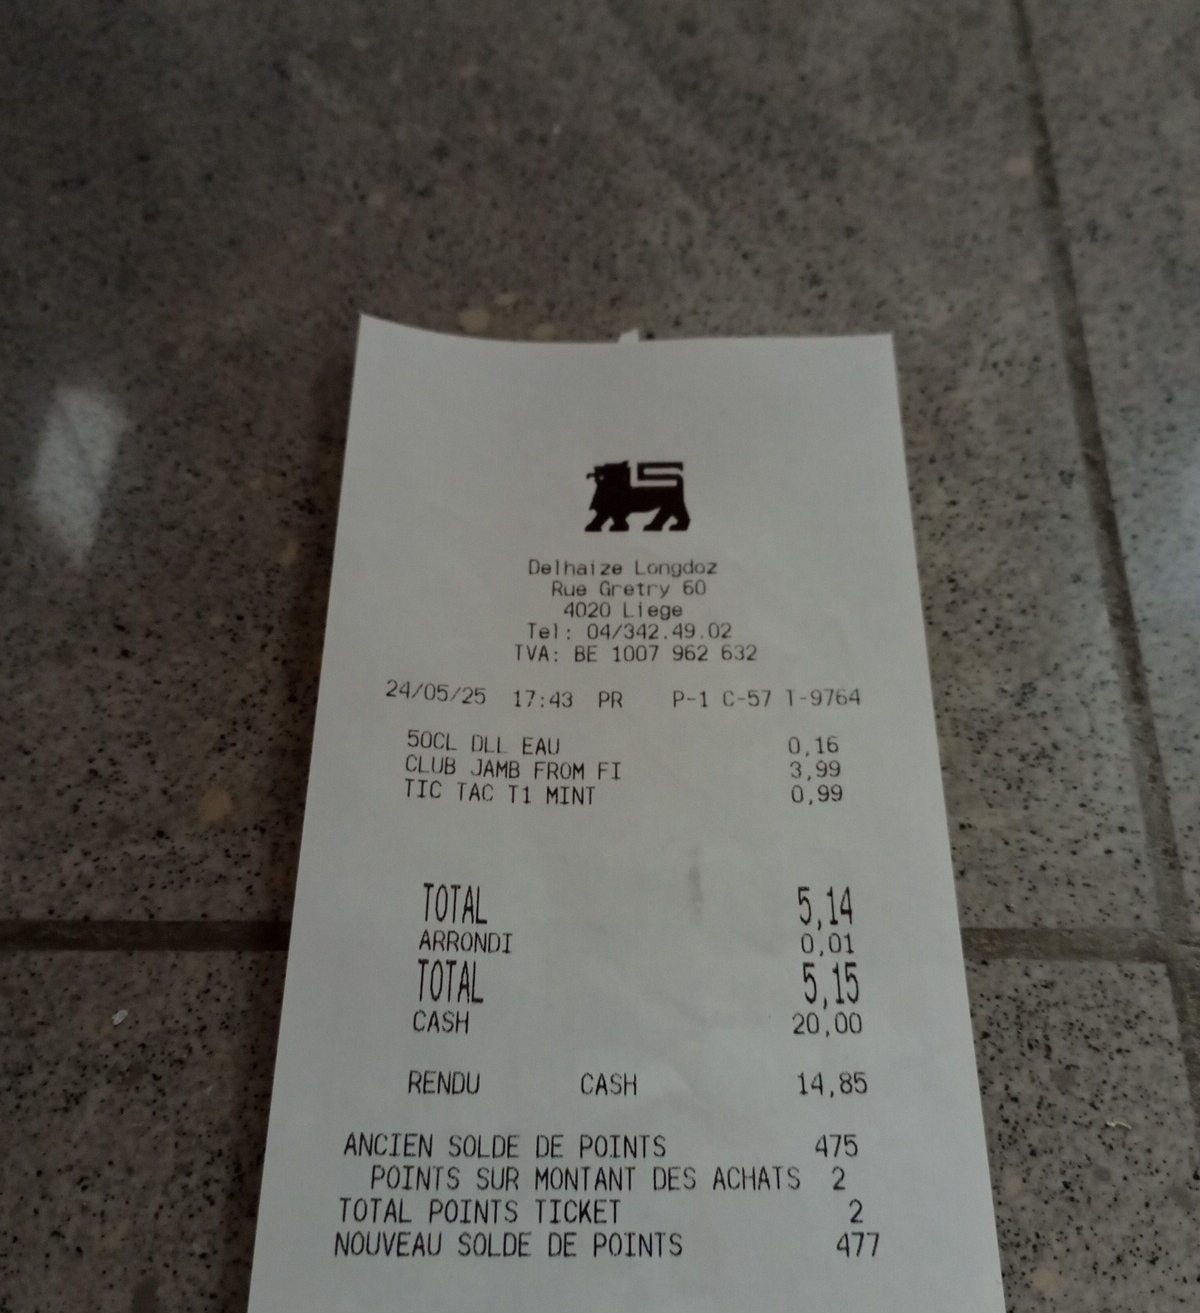 Delhaize Longdoz
Rue Gretry 60
4020 Liege
Tel: 04/342.49.02
TVA: BE 1007 962 632
24/05/25 17:43 PR P-1 C-57 T-9764
50CL DLL EAU 0,16
CLUB JAMB FROM FI 3,99
TIC TAC T1 MINT 0,99
TOTAL 5,14
ARRONDI 0,01
TOTAL 5,15
CASH 20,00
RENDU CASH 14,85
ANCIEN SOLDE DE POINTS 475
POINTS SUR MONTANT DES ACHATS 2
TOTAL POINTS TICKET 2
NOUVEAU SOLDE DE POINTS 477